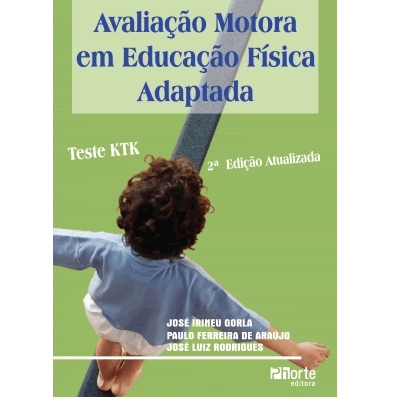 Avaliação Motora
em Educação Física
Adaptada
Teste KTK
2ª Edição Atualizada
JOSÉ IRINEU GORLA
PAULO FERREIRA DE ARAÚJO
JOSÉ LUIZ RODRIGUES
Phorte
editora